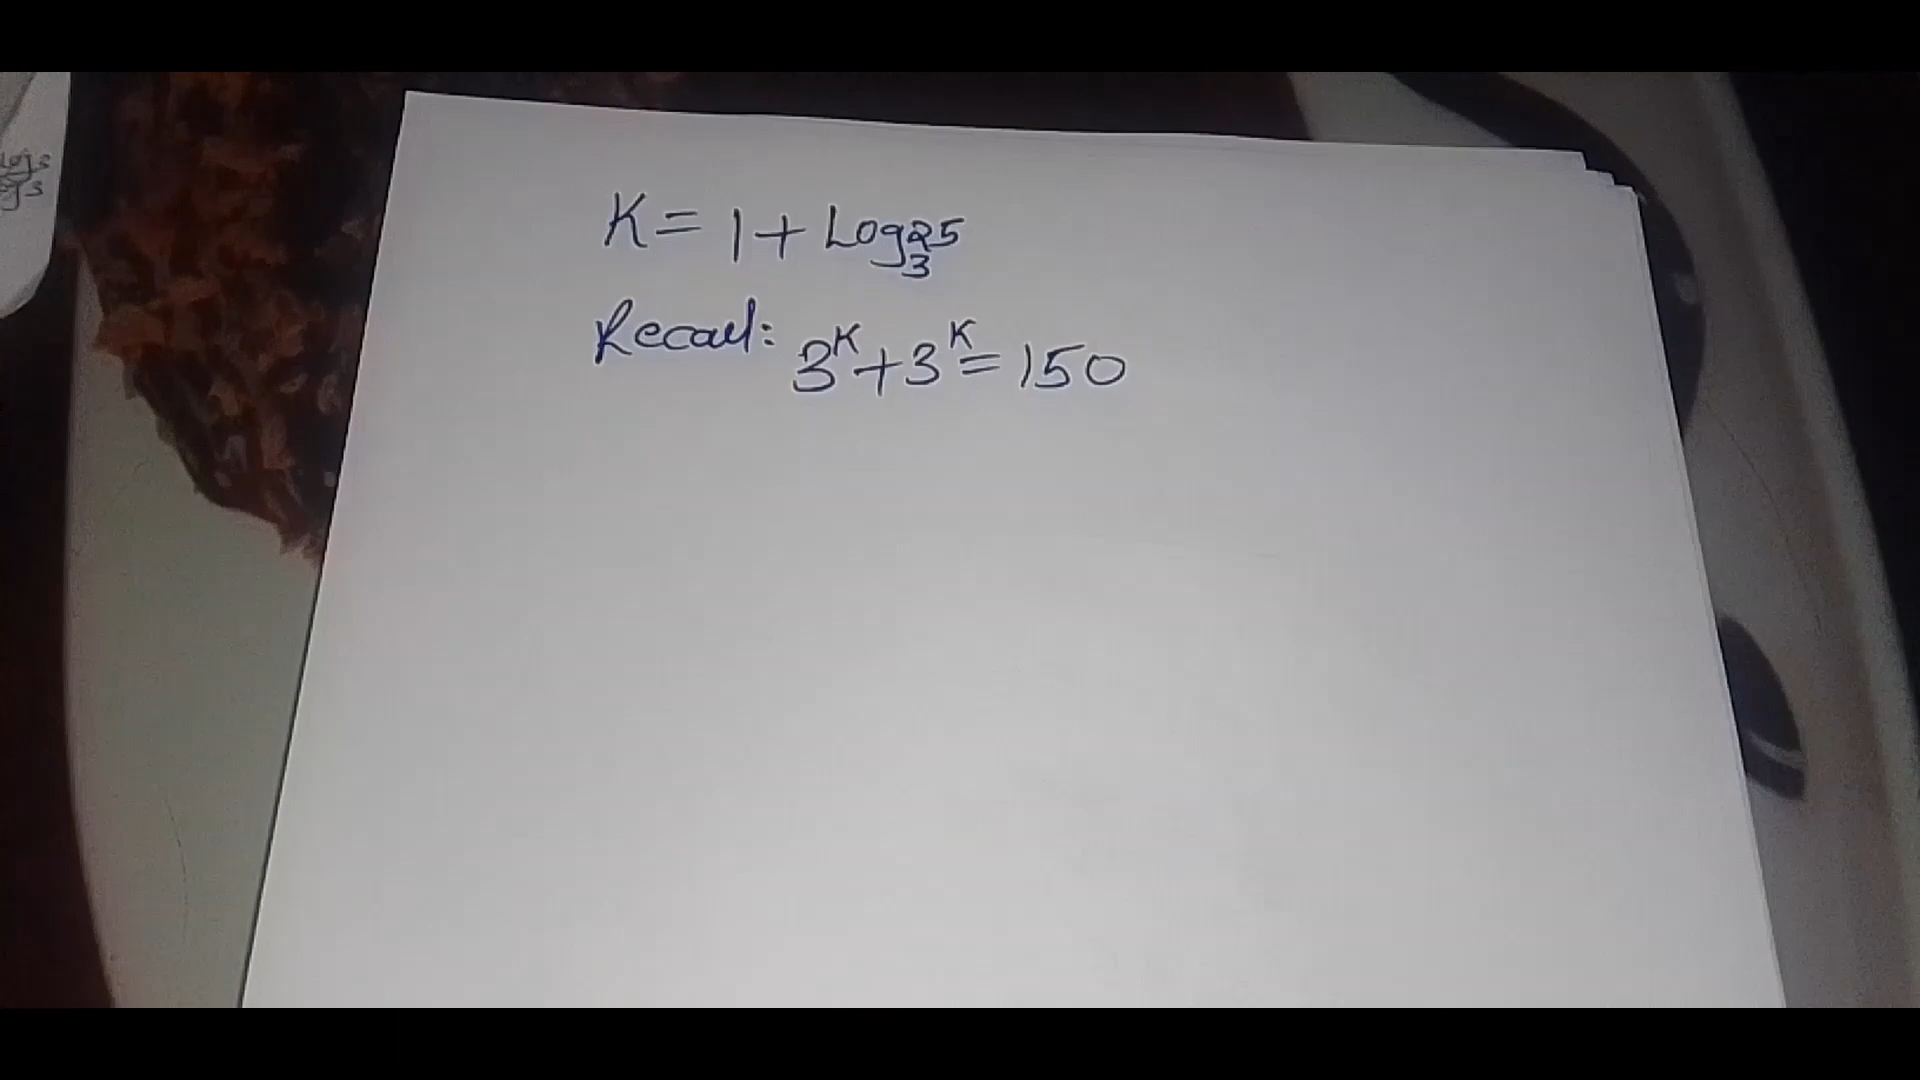 K = 1 + Log₃25
Recall: 3ᴷ + 3ᴷ = 150